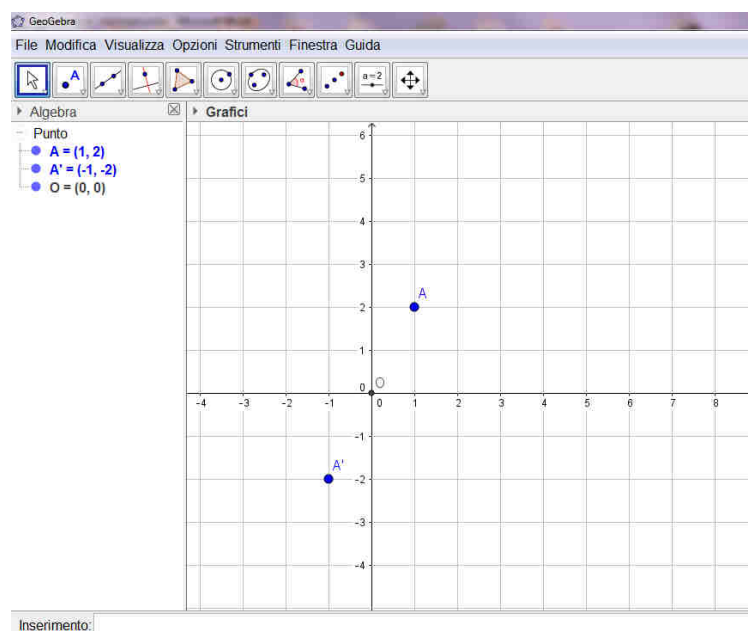 GeoGebra
File Modifica Visualizza Opzioni Strumenti Finestra Guida
A
a = 2
Algebra
Grafici
Punto
A = (1, 2)
A' = (-1, -2)
O = (0, 0)
6
5
4
3
A
2
1
0
O
-4 -3 -2 -1 0 1 2 3 4 5 6 7 8
-1
A'
-2
-3
-4
Inserimento: